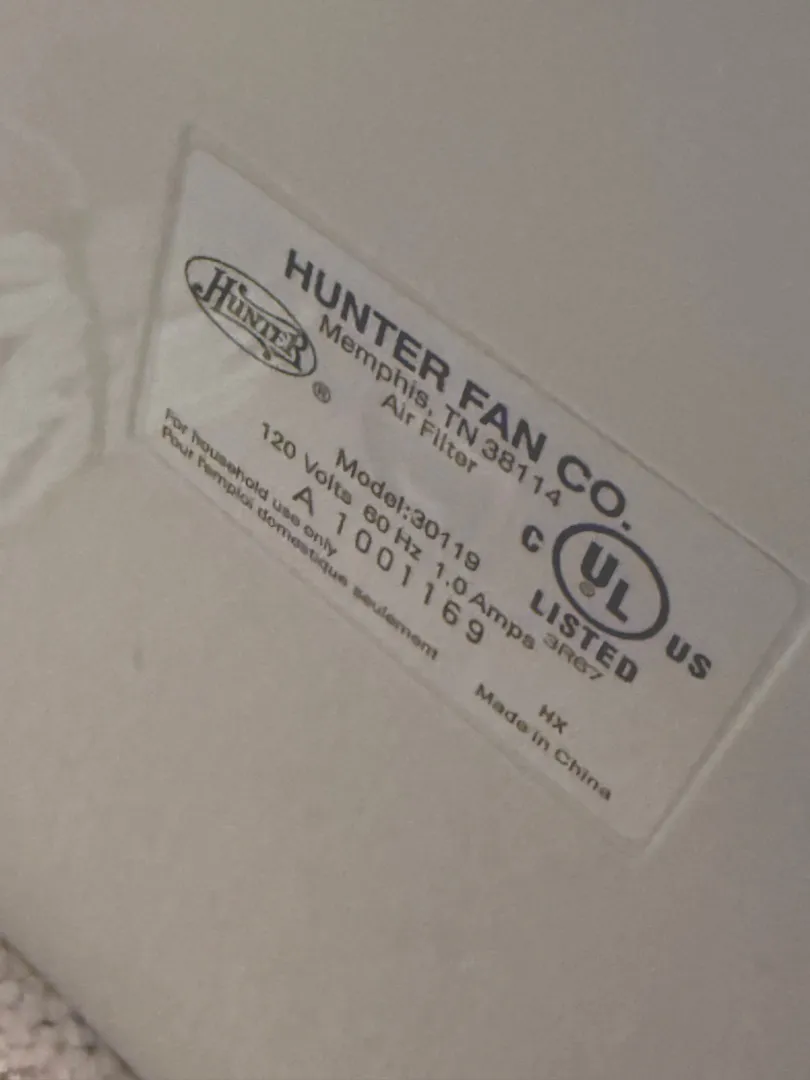 HUNTER
®
HUNTER FAN CO.
Memphis, TN 38114
Air Filter
Model:30119
120 Volts 60 Hz 1.0 Amps
A 1001169
For household use only
Pour l'emploi domestique seulement
C UL US
LISTED
3R67
HX
Made in China